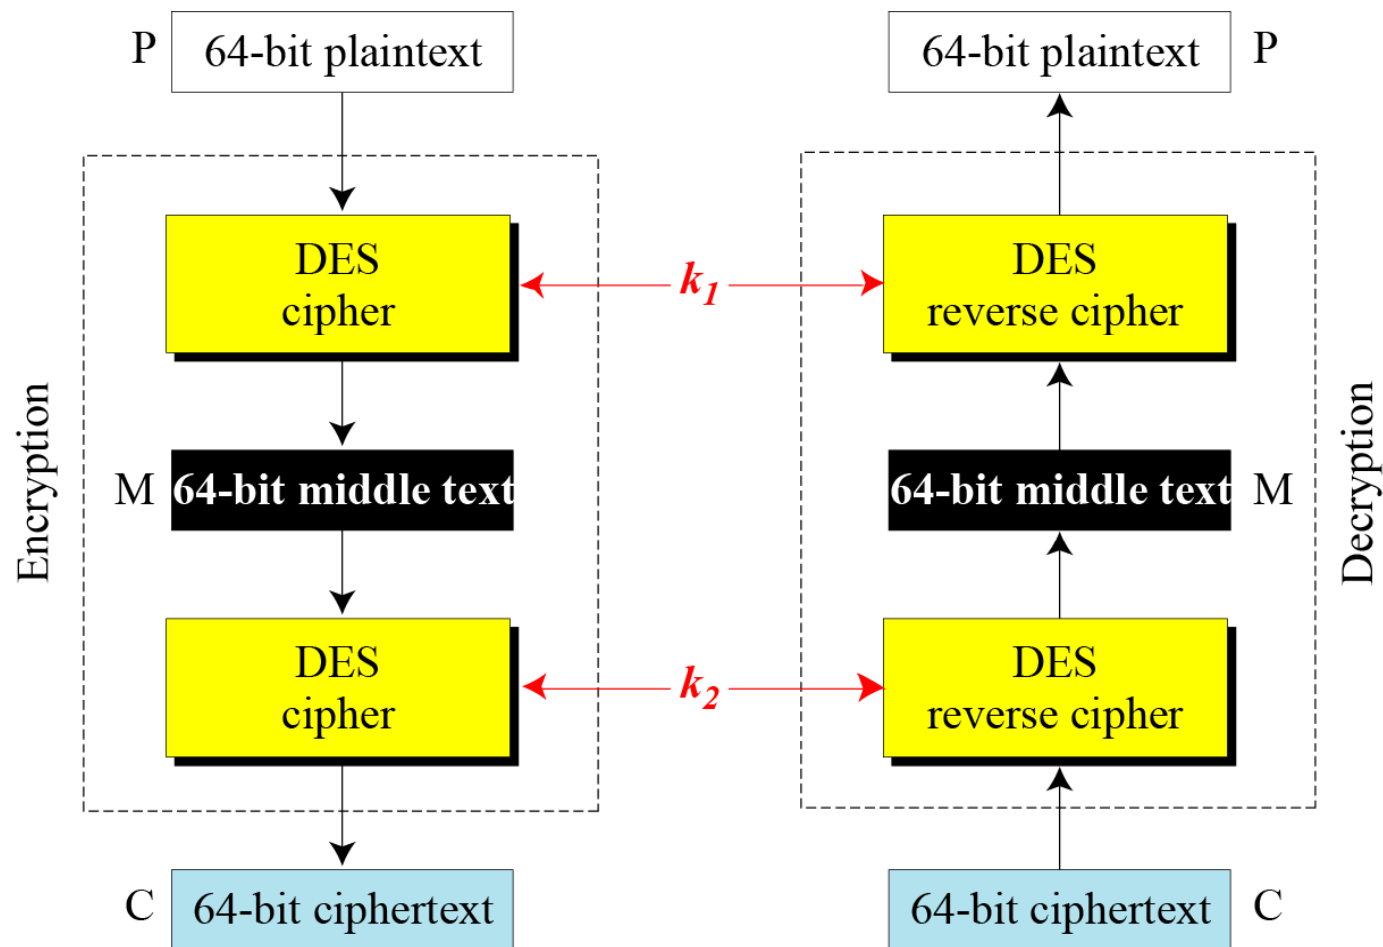 P
64-bit plaintext
64-bit plaintext
P
DES
cipher
k1
DES
reverse cipher
Encryption
M
64-bit middle text
64-bit middle text
M
Decryption
DES
cipher
k2
DES
reverse cipher
C
64-bit ciphertext
64-bit ciphertext
C